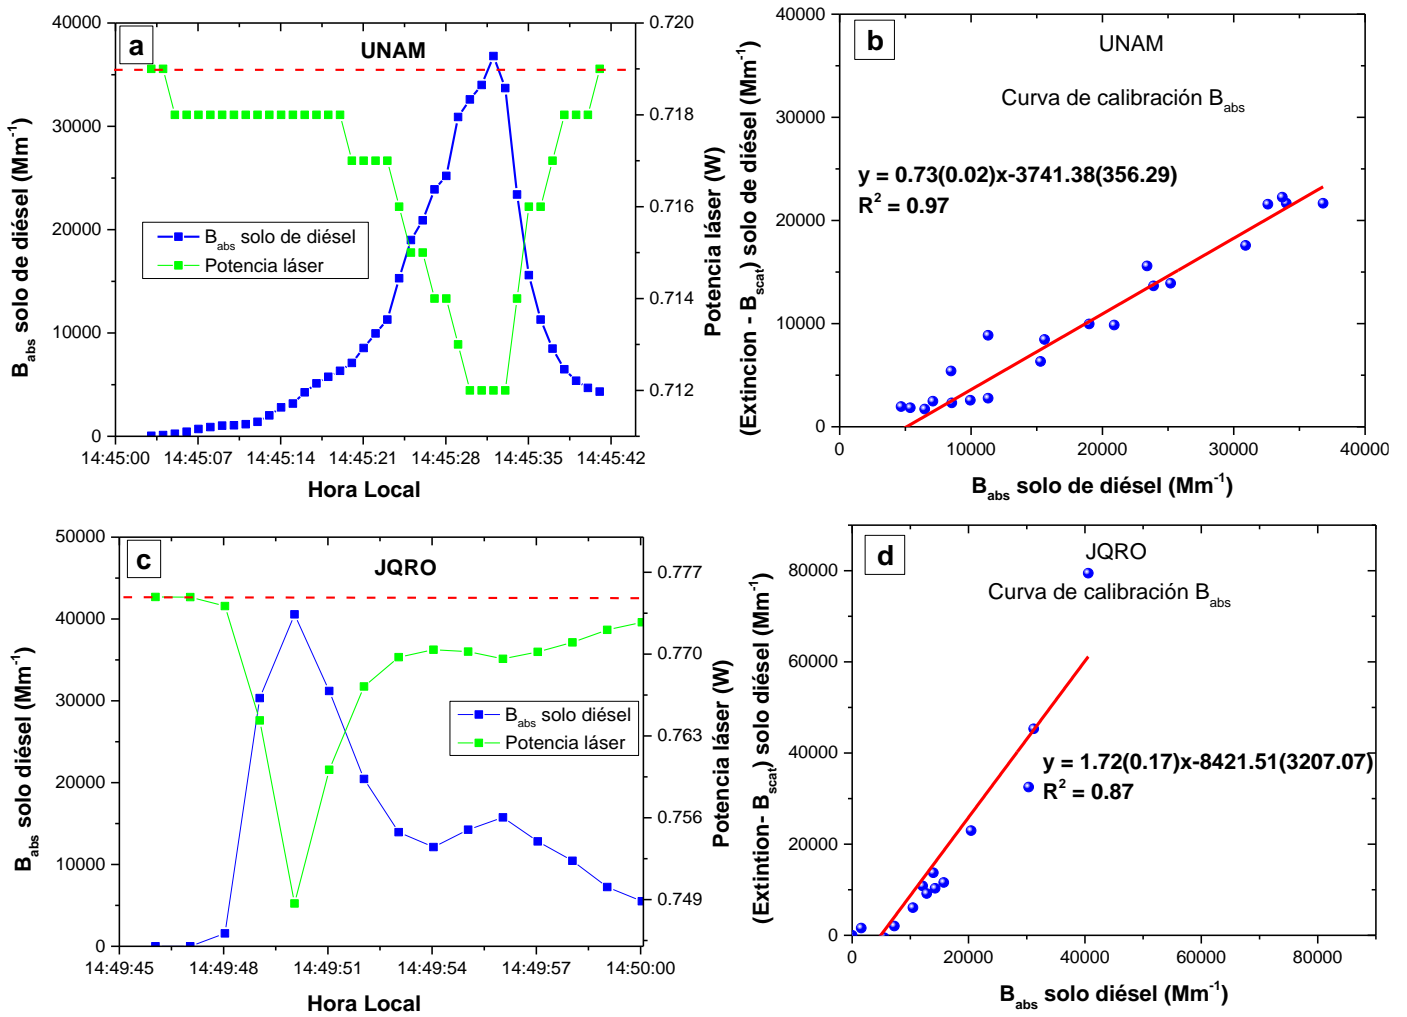 a
UNAM
40000
30000
20000
10000
0
0.720
0.718
0.716
0.714
0.712
B_abs solo de diésel (Mm⁻¹)
Potencia láser (W)
B_abs solo de diésel
Potencia láser
14:45:00 14:45:07 14:45:14 14:45:21 14:45:28 14:45:35 14:45:42
Hora Local
b
UNAM
Curva de calibración B_abs
y = 0.73(0.02)x-3741.38(356.29)
R² = 0.97
40000
30000
20000
10000
0
(Extincion - B_scat) solo de diésel (Mm⁻¹)
0 10000 20000 30000 40000
B_abs solo de diésel (Mm⁻¹)
c
JQRO
50000
40000
30000
20000
10000
0
0.777
0.770
0.763
0.756
0.749
B_abs solo diésel (Mm⁻¹)
Potencia láser (W)
B_abs solo diésel
Potencia láser
14:49:45 14:49:48 14:49:51 14:49:54 14:49:57 14:50:00
Hora Local
d
JQRO
Curva de calibración B_abs
y = 1.72(0.17)x-8421.51(3207.07)
R² = 0.87
80000
60000
40000
20000
0
(Extintion- B_scat) solo diésel (Mm⁻¹)
0 20000 40000 60000 80000
B_abs solo diésel (Mm⁻¹)